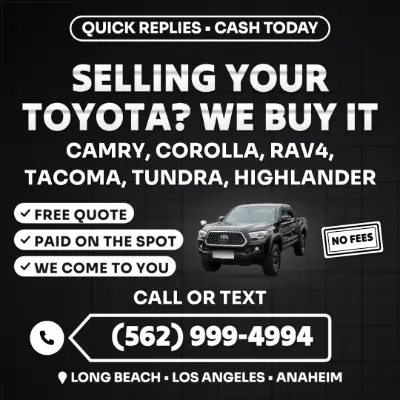 QUICK REPLIES • CASH TODAY
SELLING YOUR
TOYOTA? WE BUY IT
CAMRY, COROLLA, RAV4,
TACOMA, TUNDRA, HIGHLANDER
FREE QUOTE
PAID ON THE SPOT
WE COME TO YOU
NO FEES
CALL OR TEXT
(562) 999-4994
LONG BEACH • LOS ANGELES • ANAHEIM